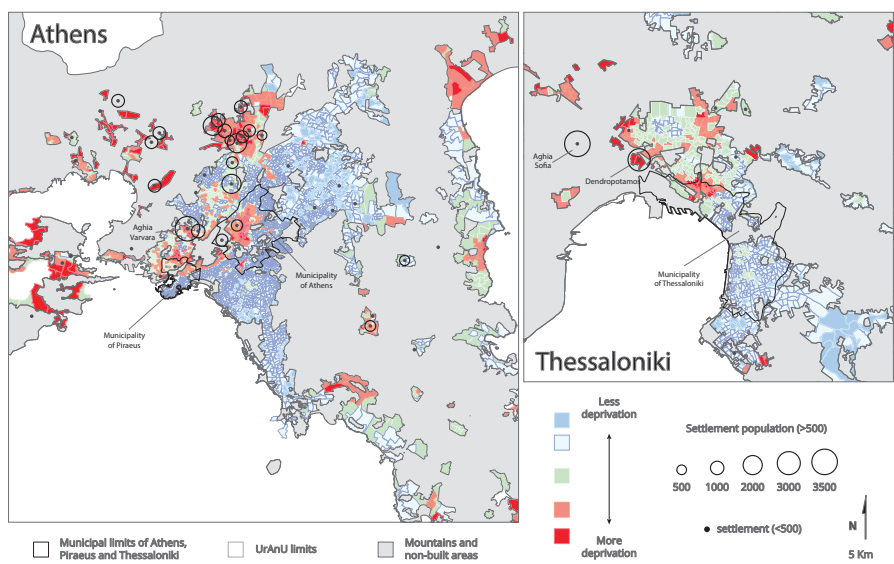 Athens
Aghia
Varvara
Municipality
of Athens
Municipality
of Piraeus
Aghia
Sofia
Dendropotamos
Municipality
of Thessaloniki
Thessaloniki
Less
deprivation
More
deprivation
Settlement population (>500)
500 1000 2000 3000 3500
settlement (<500)
N
5 Km
Municipal limits of Athens,
Piraeus and Thessaloniki
UrAnU limits
Mountains and
non-built areas